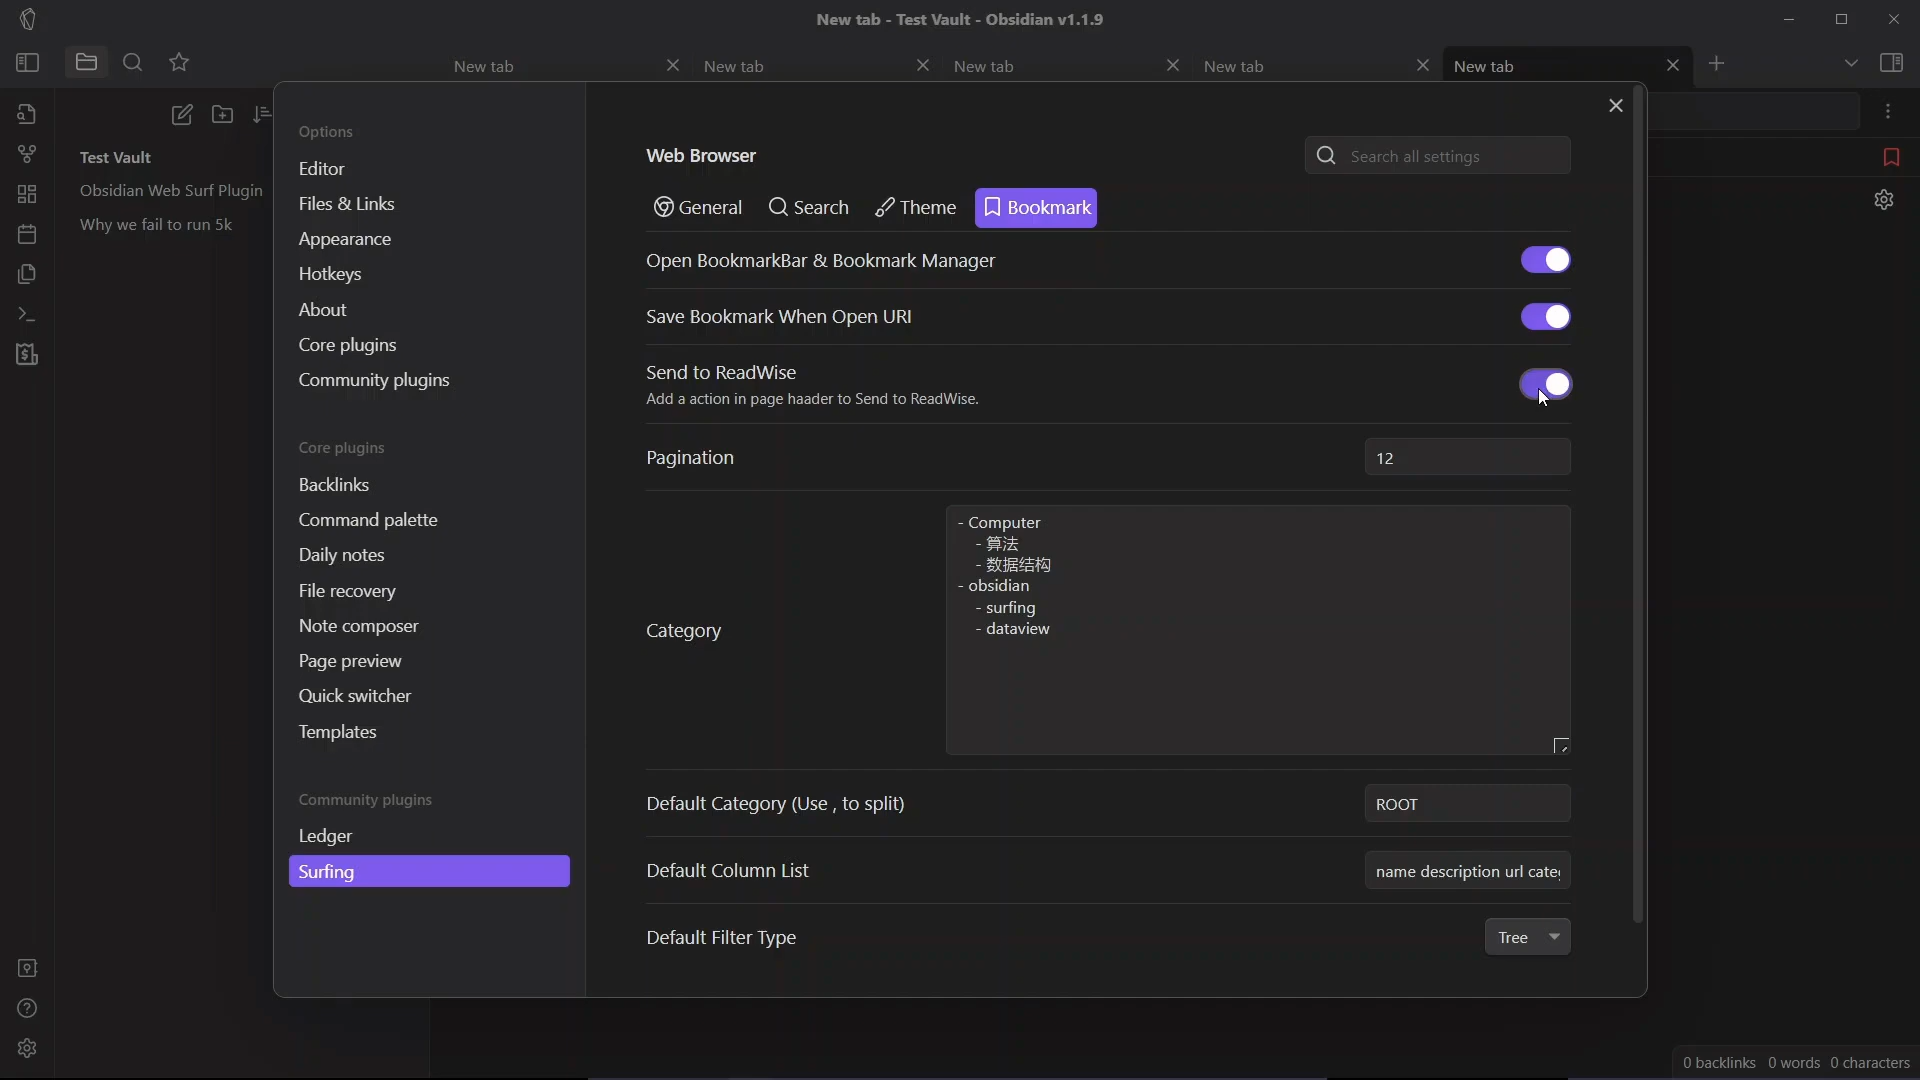 New tab - Test Vault - Obsidian v1.1.9
New tab
New tab
New tab
New tab
New tab
Test Vault
Obsidian Web Surf Plugin
Why we fail to run 5k
Options
Editor
Files & Links
Appearance
Hotkeys
About
Core plugins
Community plugins
Core plugins
Backlinks
Command palette
Daily notes
File recovery
Note composer
Page preview
Quick switcher
Templates
Community plugins
Ledger
Surfing
Web Browser
Search all settings
General
Search
Theme
Bookmark
Open BookmarkBar & Bookmark Manager
Save Bookmark When Open URI
Send to ReadWise
Add a action in page haader to Send to ReadWise.
Pagination
12
Category
- Computer
- 算法
- 数据结构
- obsidian
- surfing
- dataview
Default Category (Use , to split)
ROOT
Default Column List
name description url
Default Filter Type
Tree
0 backlinks 0 words 0 characters